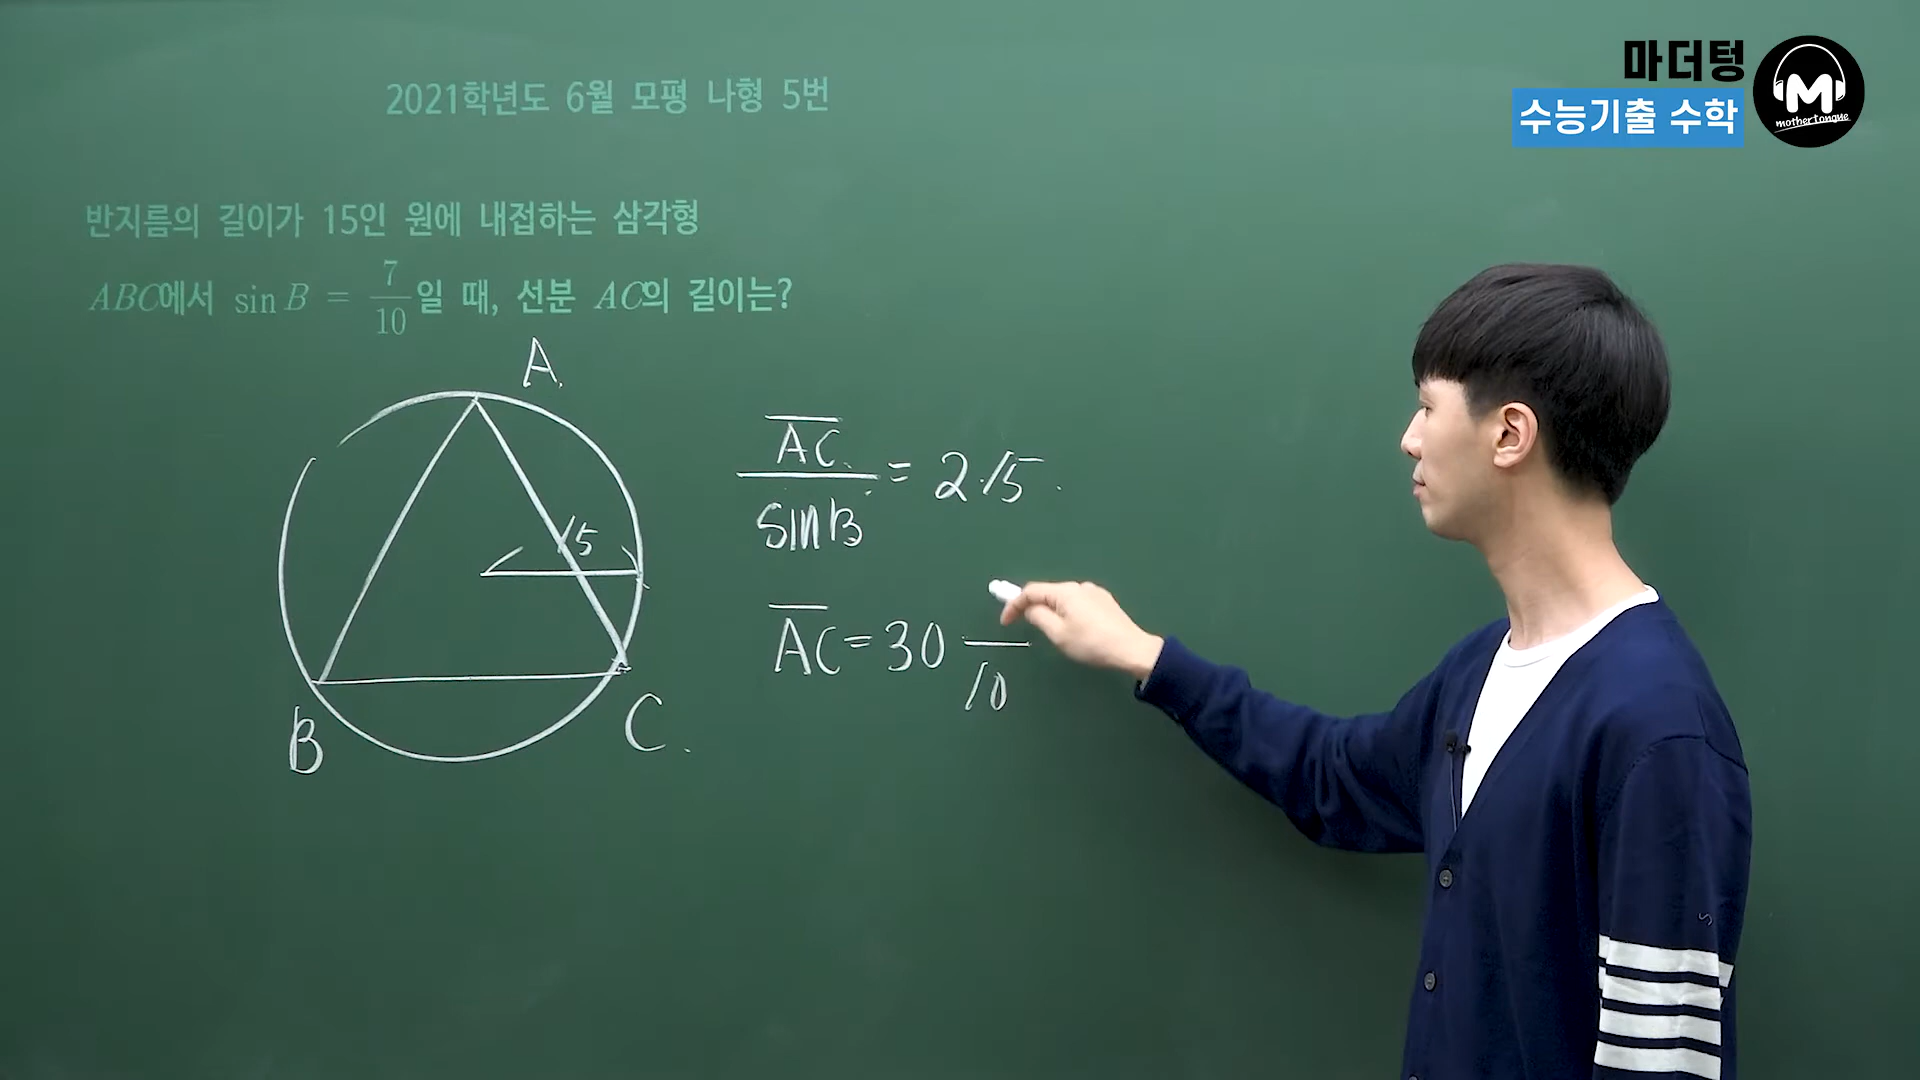 2021학년도 6월 모평 나형 5번
마더텅
수능기출 수학
M
mothertongue
반지름의 길이가 15인 원에 내접하는 삼각형
ABC에서 sin B = 7/10 일 때, 선분 AC의 길이는?
A.
15
B
C.
AC / sinB = 2·15.
AC = 30 /10